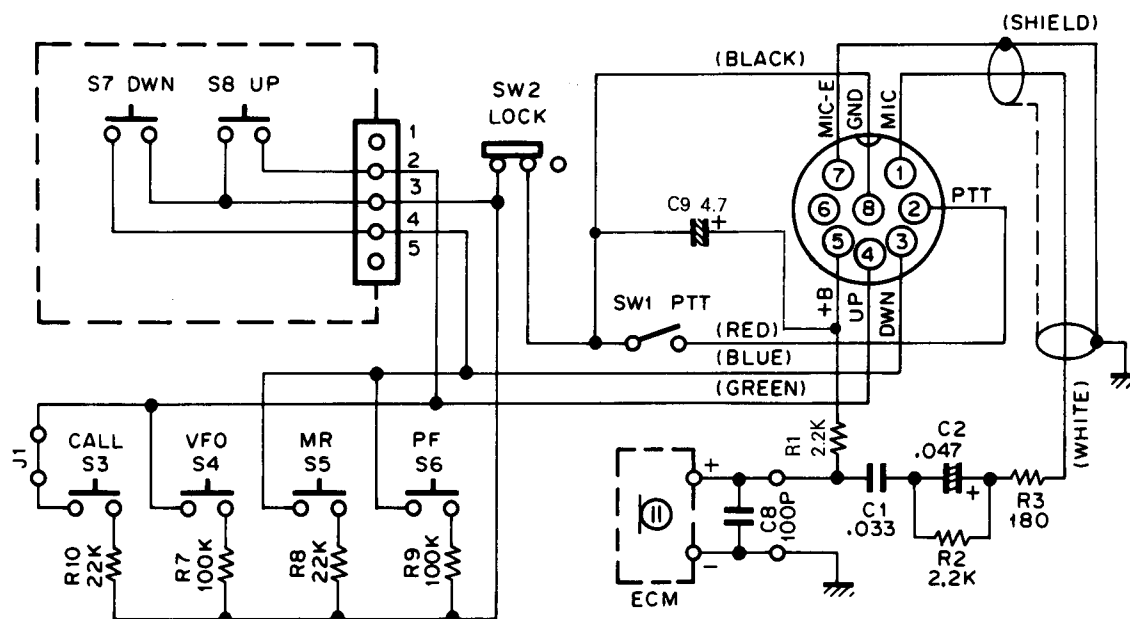 (SHIELD)
(BLACK)
S7 DWN
S8 UP
SW2
LOCK
MIC-E
GND
MIC
1
2
3
4
5
7
1
6
8
2
5
4
3
PTT
C9 4.7
+
+B
UP
DWN
SW1 PTT
(RED)
(BLUE)
(GREEN)
(WHITE)
J1
CALL
S3
VFO
S4
MR
S5
PF
S6
R10
22K
R7
100K
R8
22K
R9
100K
R1
2.2K
+
-
C8
100P
ECM
C1
.033
C2
.047
+
R2
2.2K
R3
180